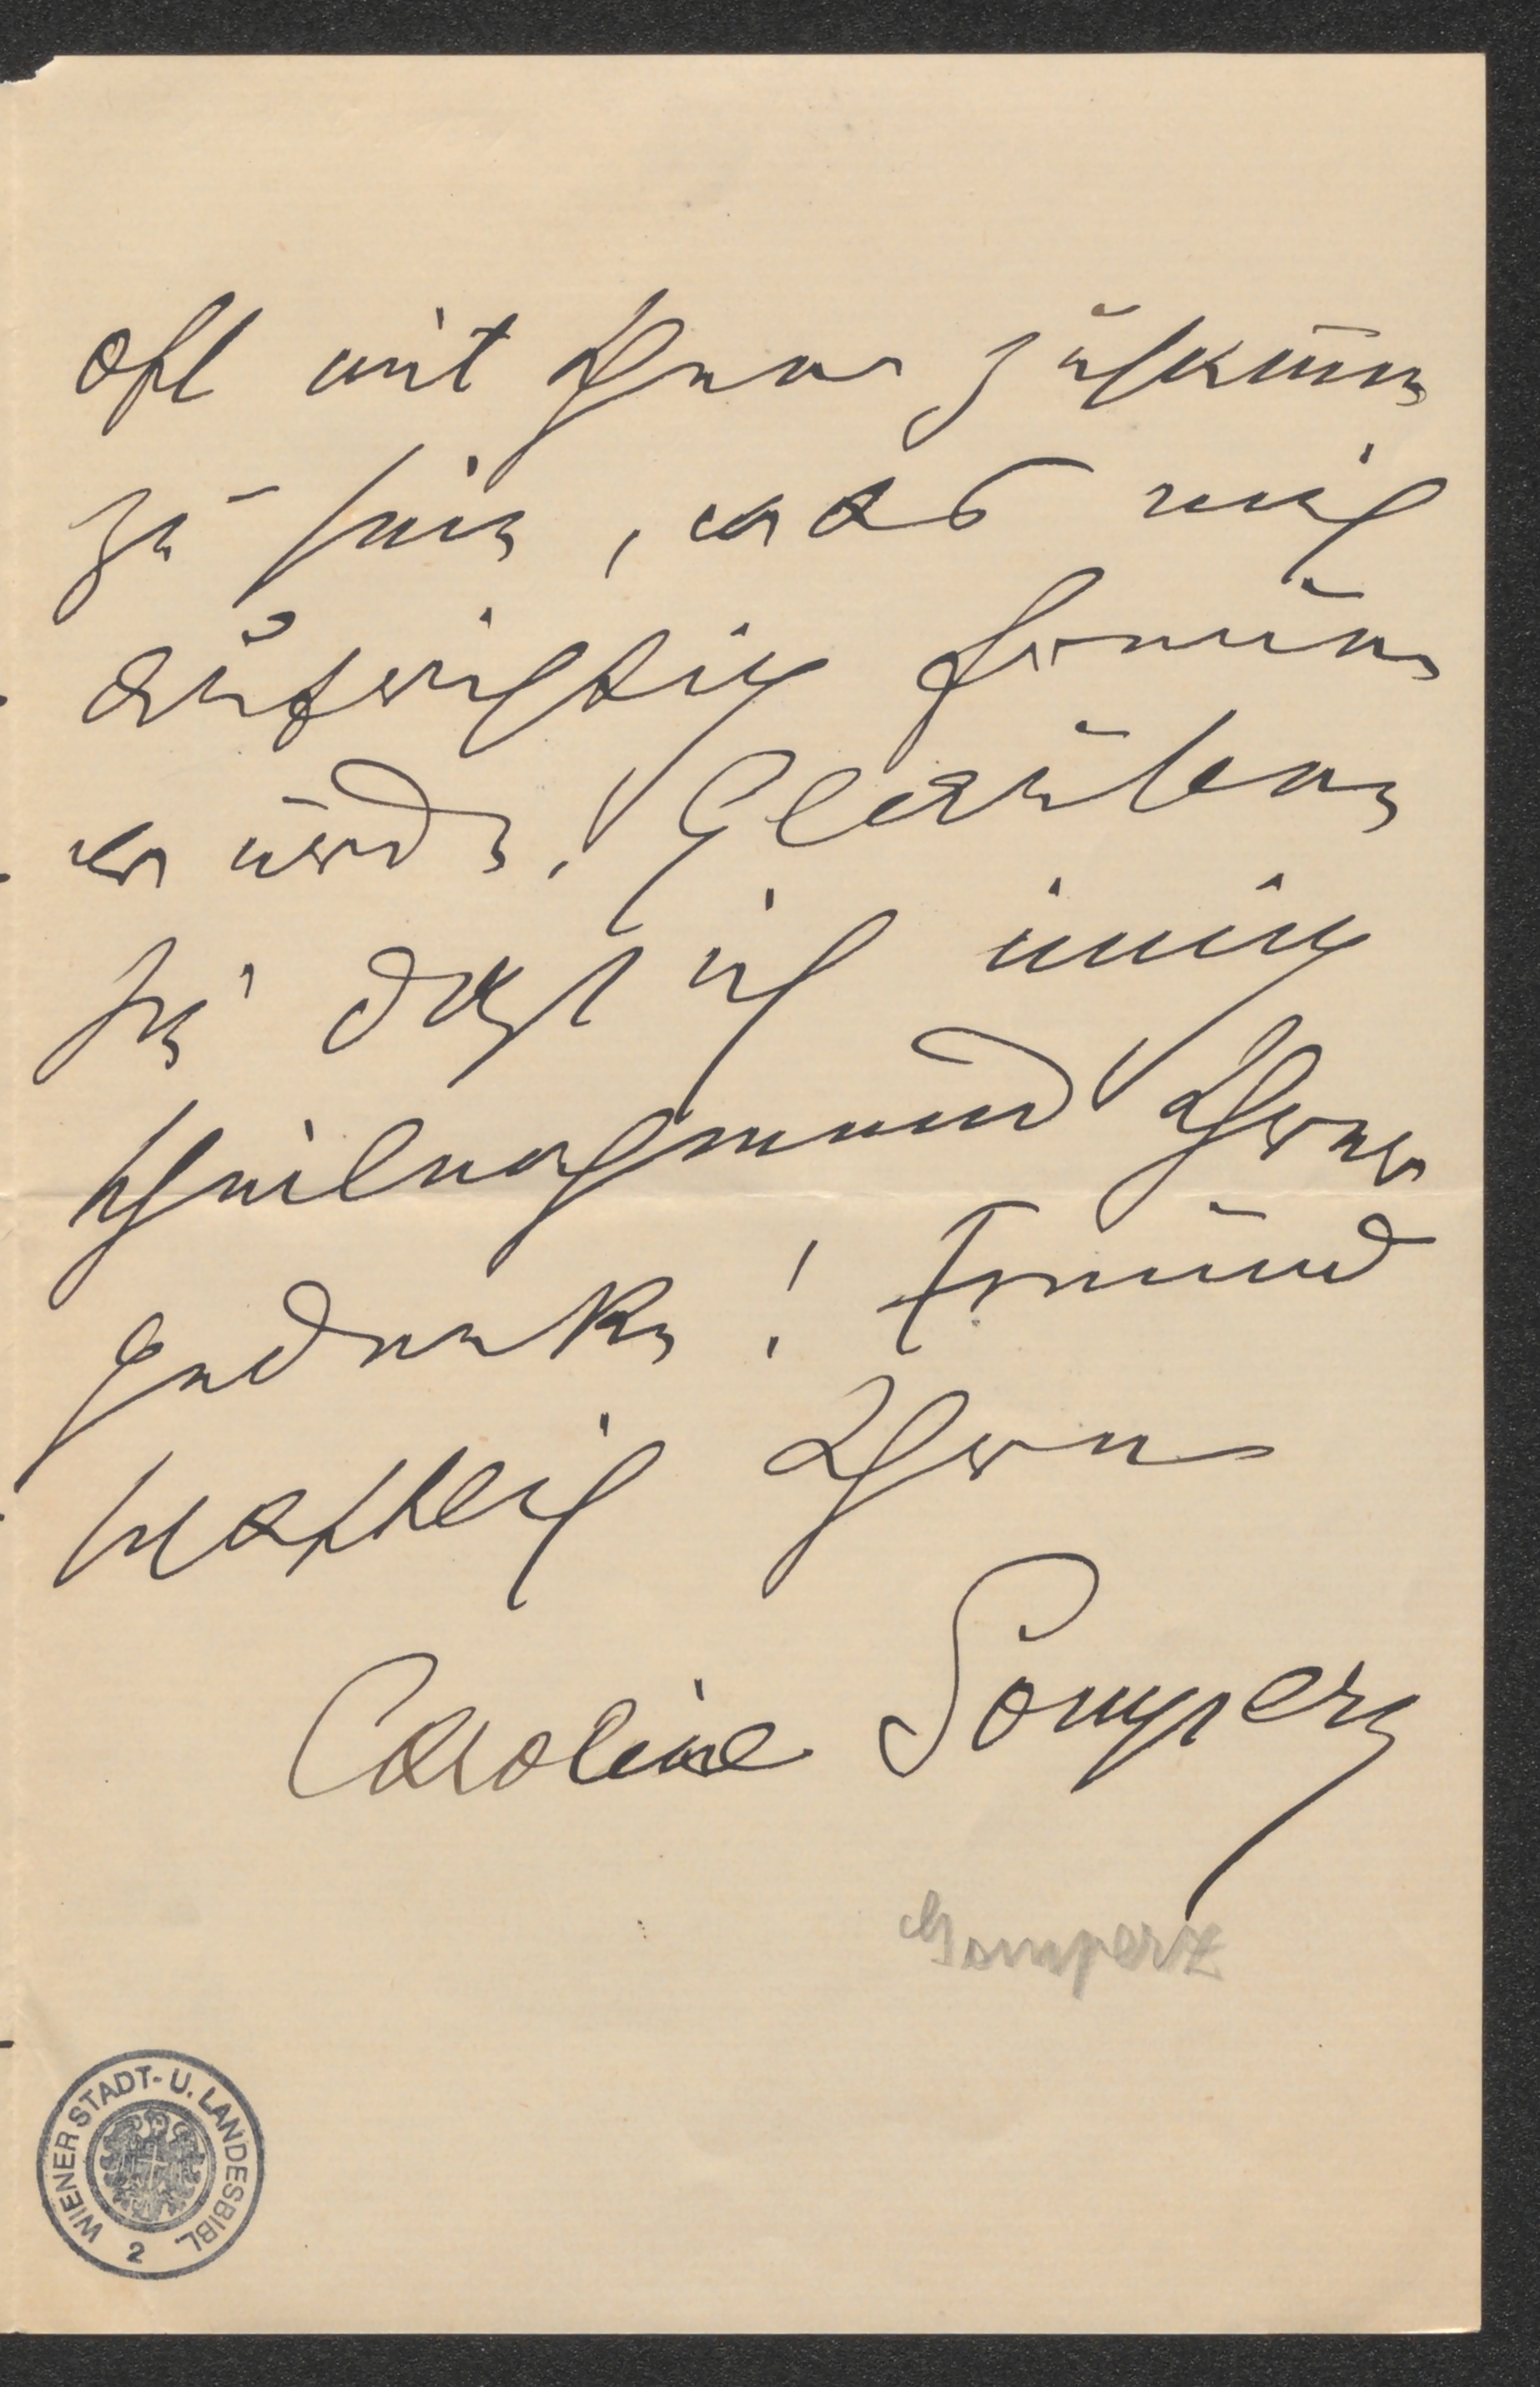 oft mit Ihnen zusammen
zu sein, was mich
aufrichtig freuen
würde! Glauben
Sie dass ich innig
theilnehmend Ihrer
gedenke! Freund
schaftlich Ihre
Caroline Gomperz
Gomperz
WIENER STADT- U. LANDESBIBL.
2